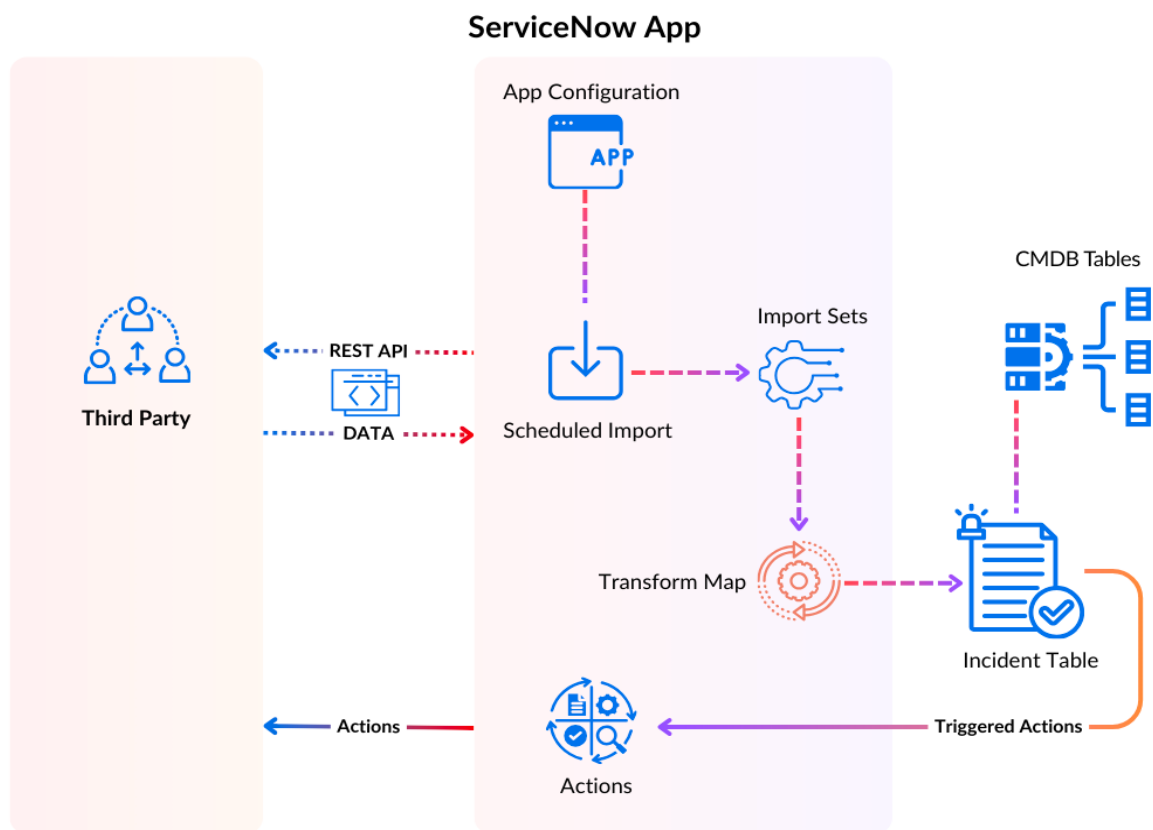 ServiceNow App
App Configuration
APP
CMDB Tables
Import Sets
REST API
Third Party
DATA
Scheduled Import
Transform Map
Incident Table
Actions
Triggered Actions
Actions